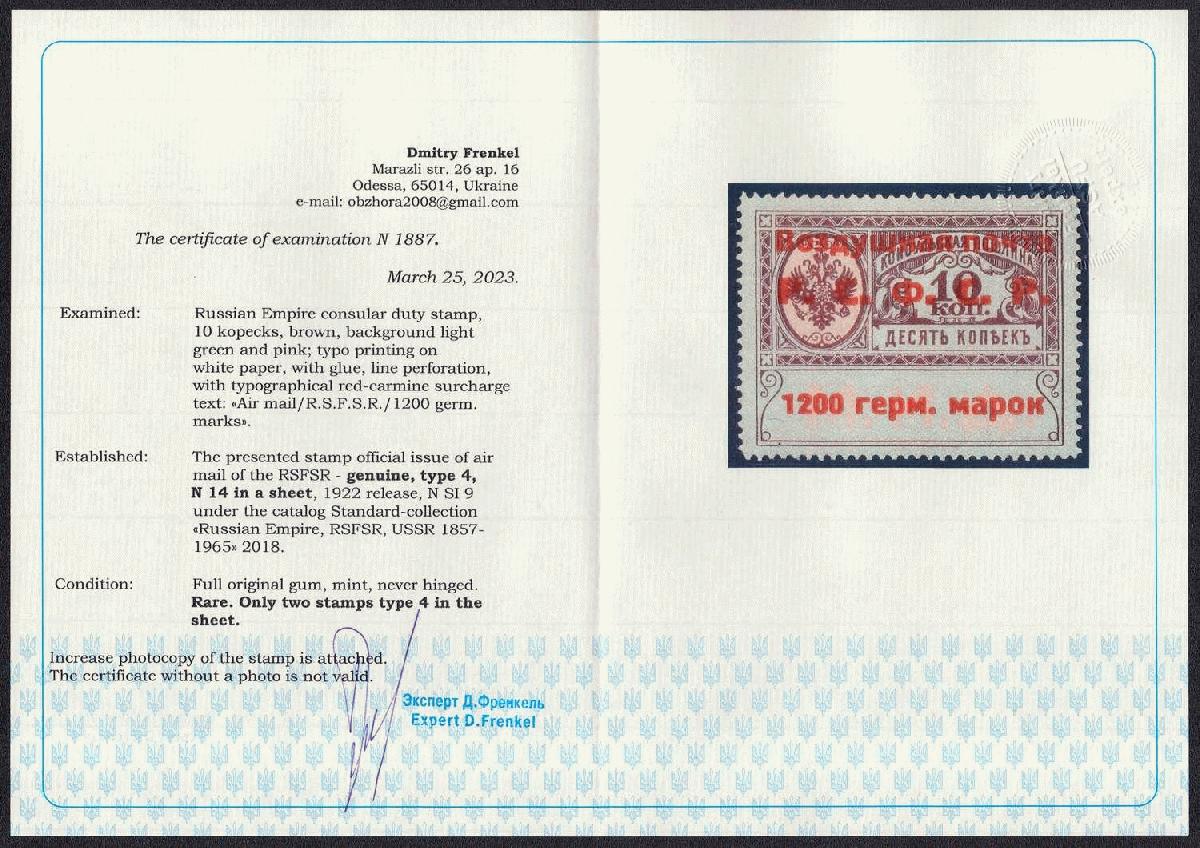 Dmitry Frenkel
Marazli str. 26 ap. 16
Odessa, 65014, Ukraine
e-mail: obzhora2008@gmail.com
The certificate of examination N 1887.
March 25, 2023.
Examined: Russian Empire consular duty stamp,
10 kopecks, brown, background light
green and pink; typo printing on
white paper, with glue, line perforation,
with typographical red-carmine surcharge
text: «Air mail/R.S.F.S.R./1200 germ.
marks».
Established: The presented stamp official issue of air
mail of the RSFSR - genuine, type 4,
N 14 in a sheet, 1922 release, N SI 9
under the catalog Standard-collection
«Russian Empire, RSFSR, USSR 1857-
1965» 2018.
Condition: Full original gum, mint, never hinged.
Rare. Only two stamps type 4 in the
sheet.
Increase photocopy of the stamp is attached.
The certificate without a photo is not valid.
Эксперт Д.Френкель
Expert D.Frenkel
Воздушная почта
Р. С. Ф. С. Р.
10
КОП.
ДЕСЯТЬ КОПѢЕКЪ
1200 герм. марок